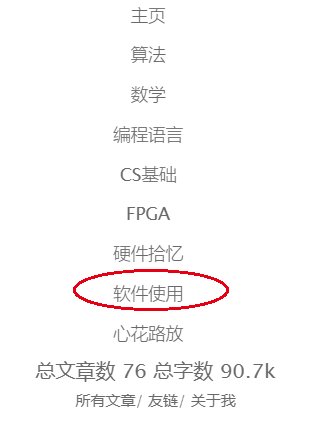 主页
算法
数学
编程语言
CS基础
FPGA
硬件拾忆
软件使用
心花路放
总文章数 76 总字数 90.7k
所有文章/ 友链/ 关于我